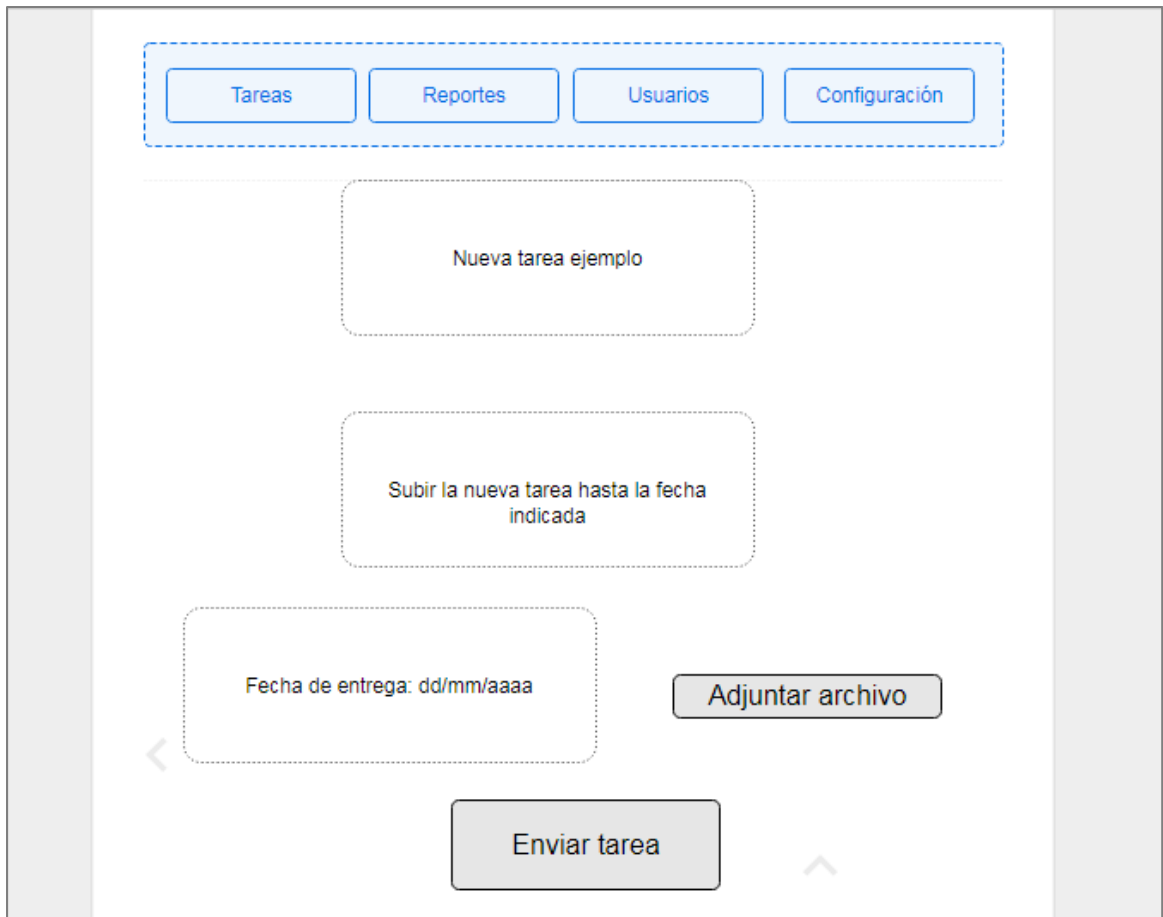 Tareas
Reportes
Usuarios
Configuración
Nueva tarea ejemplo
Subir la nueva tarea hasta la fecha
indicada
Fecha de entrega: dd/mm/aaaa
Adjuntar archivo
Enviar tarea